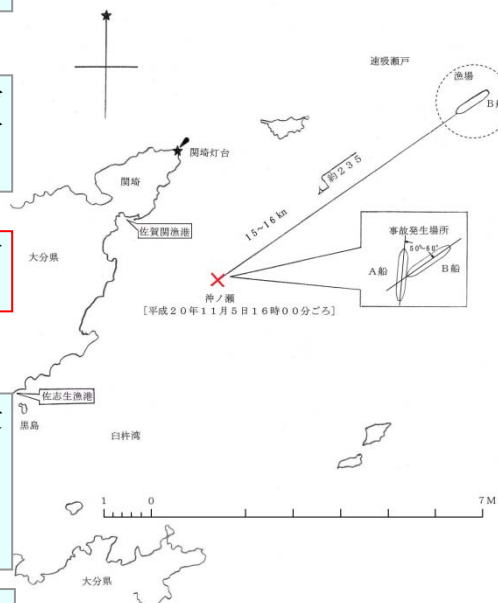 速吸瀬戸
漁場
B船
関埼灯台
関埼
約235
15~16 kn
佐賀関漁港
大分県
事故発生場所
50°~60°
A船
B船
沖ノ瀬
[平成20年11月5日16時00分ごろ]
佐志生漁港
黒島
臼杵湾
1 0 7M
大分県